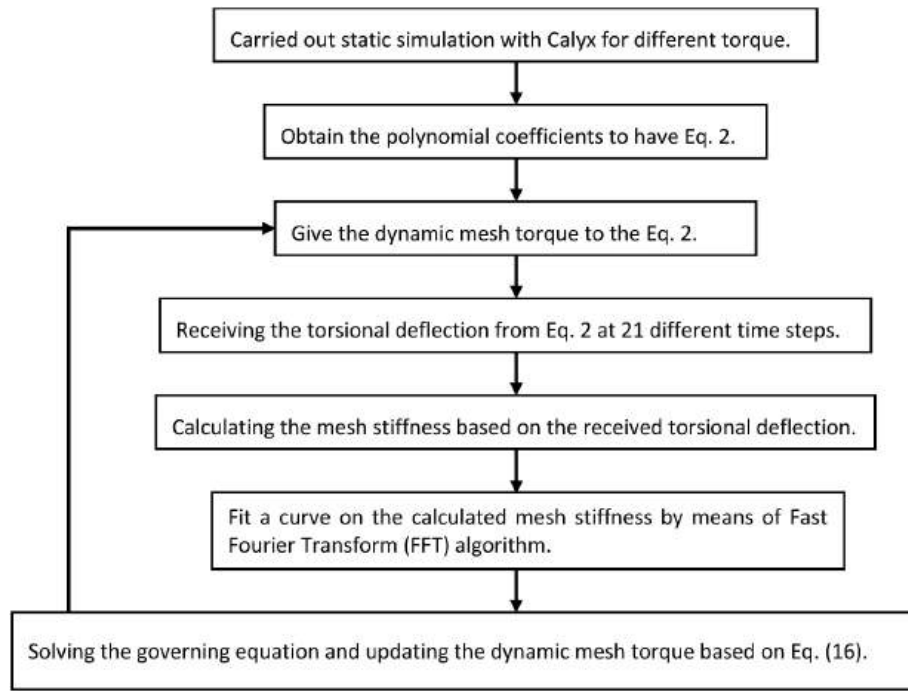 Carried out static simulation with Calyx for different torque.
Obtain the polynomial coefficients to have Eq. 2.
Give the dynamic mesh torque to the Eq. 2.
Receiving the torsional deflection from Eq. 2 at 21 different time steps.
Calculating the mesh stiffness based on the received torsional deflection.
Fit a curve on the calculated mesh stiffness by means of Fast
Fourier Transform (FFT) algorithm.
Solving the governing equation and updating the dynamic mesh torque based on Eq. (16).